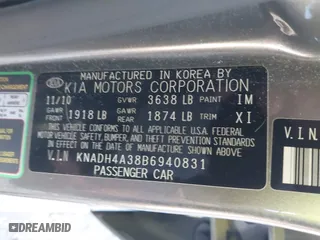 MANUFACTURED IN KOREA BY
KIA KIA MOTORS CORPORATION
11/10 GVWR 3638 LB PAINT IM
GAWR FRONT 1918 LB GAWR REAR 1874 LB TRIM XI
THIS VEHICLE CONFORMS TO ALL APPLICABLE U.S.A. FEDERAL
MOTOR VEHICLE SAFETY, BUMPER, AND THEFT PREVENTION
STANDARDS IN EFFECT ON THE DATE OF MANUFACTURE
SHOWN ABOVE.
V.I.N KNADH4A38B6940831
PASSENGER CAR
V.I.N.